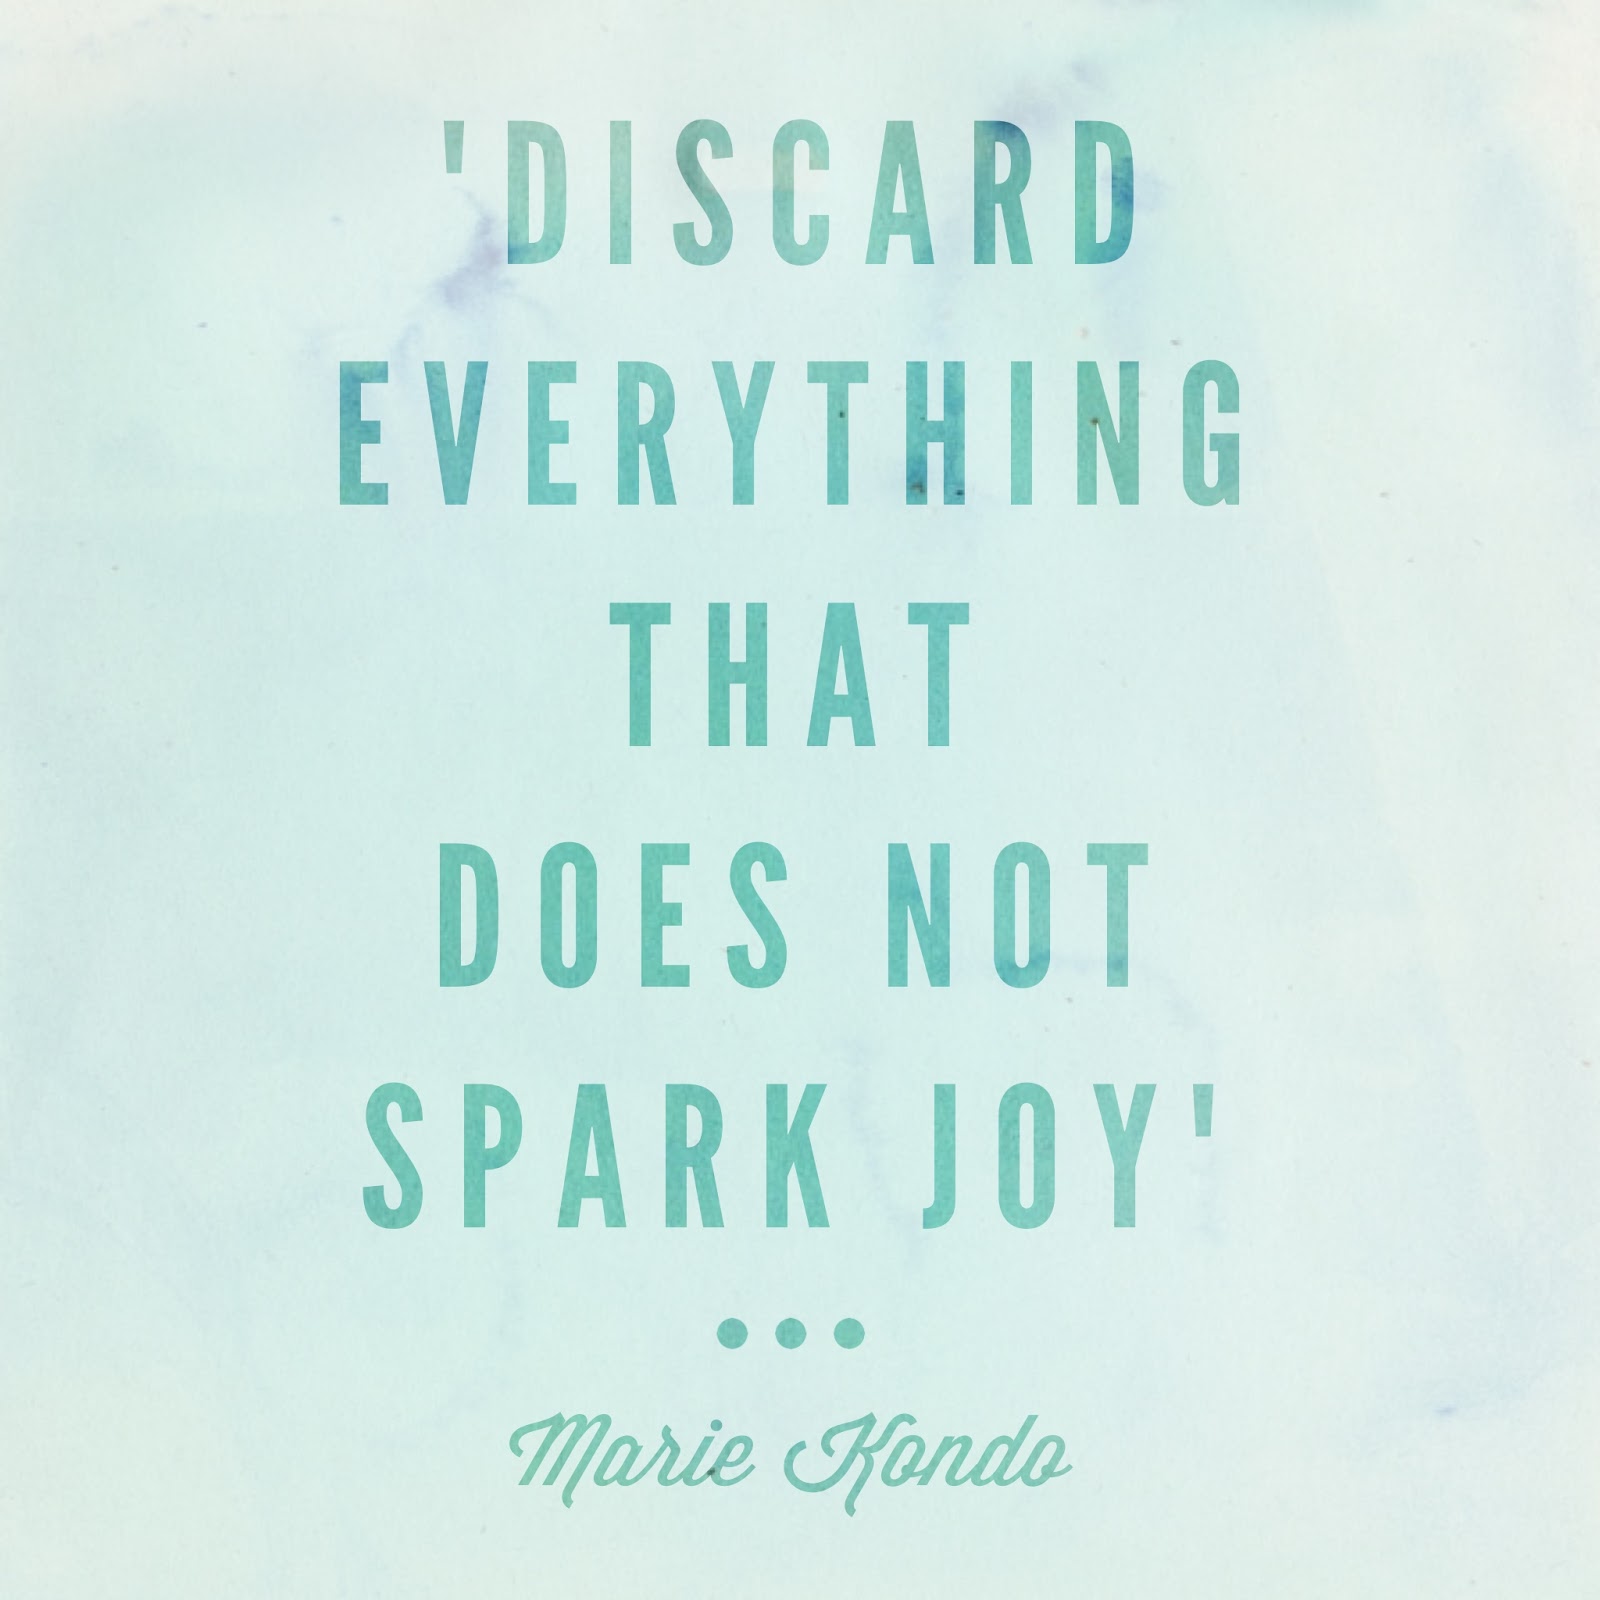 'DISCARD
EVERYTHING
THAT
DOES NOT
SPARK JOY'
•••
Marie Kondo